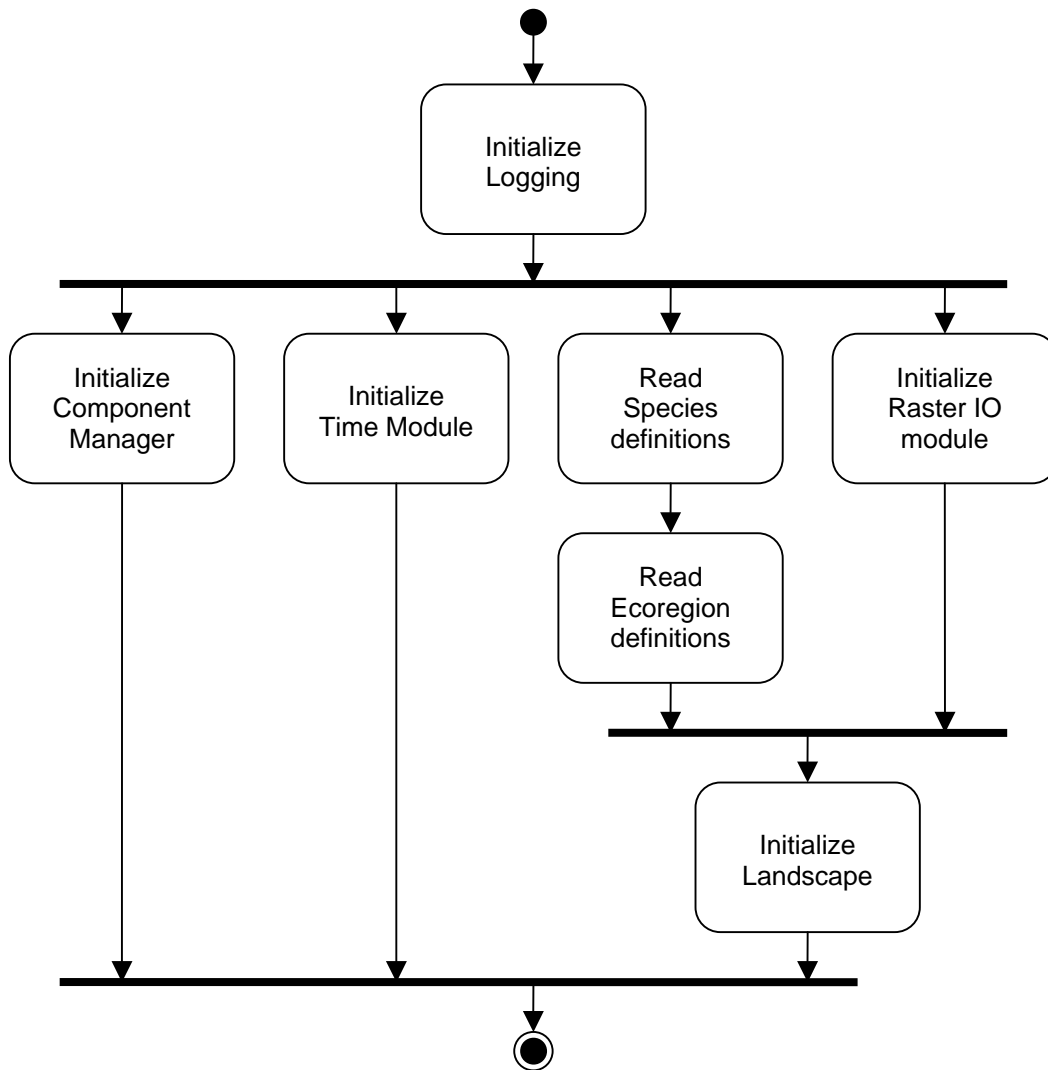 Initialize
Logging
Initialize
Component
Manager
Initialize
Time Module
Read
Species
definitions
Initialize
Raster IO
module
Read
Ecoregion
definitions
Initialize
Landscape